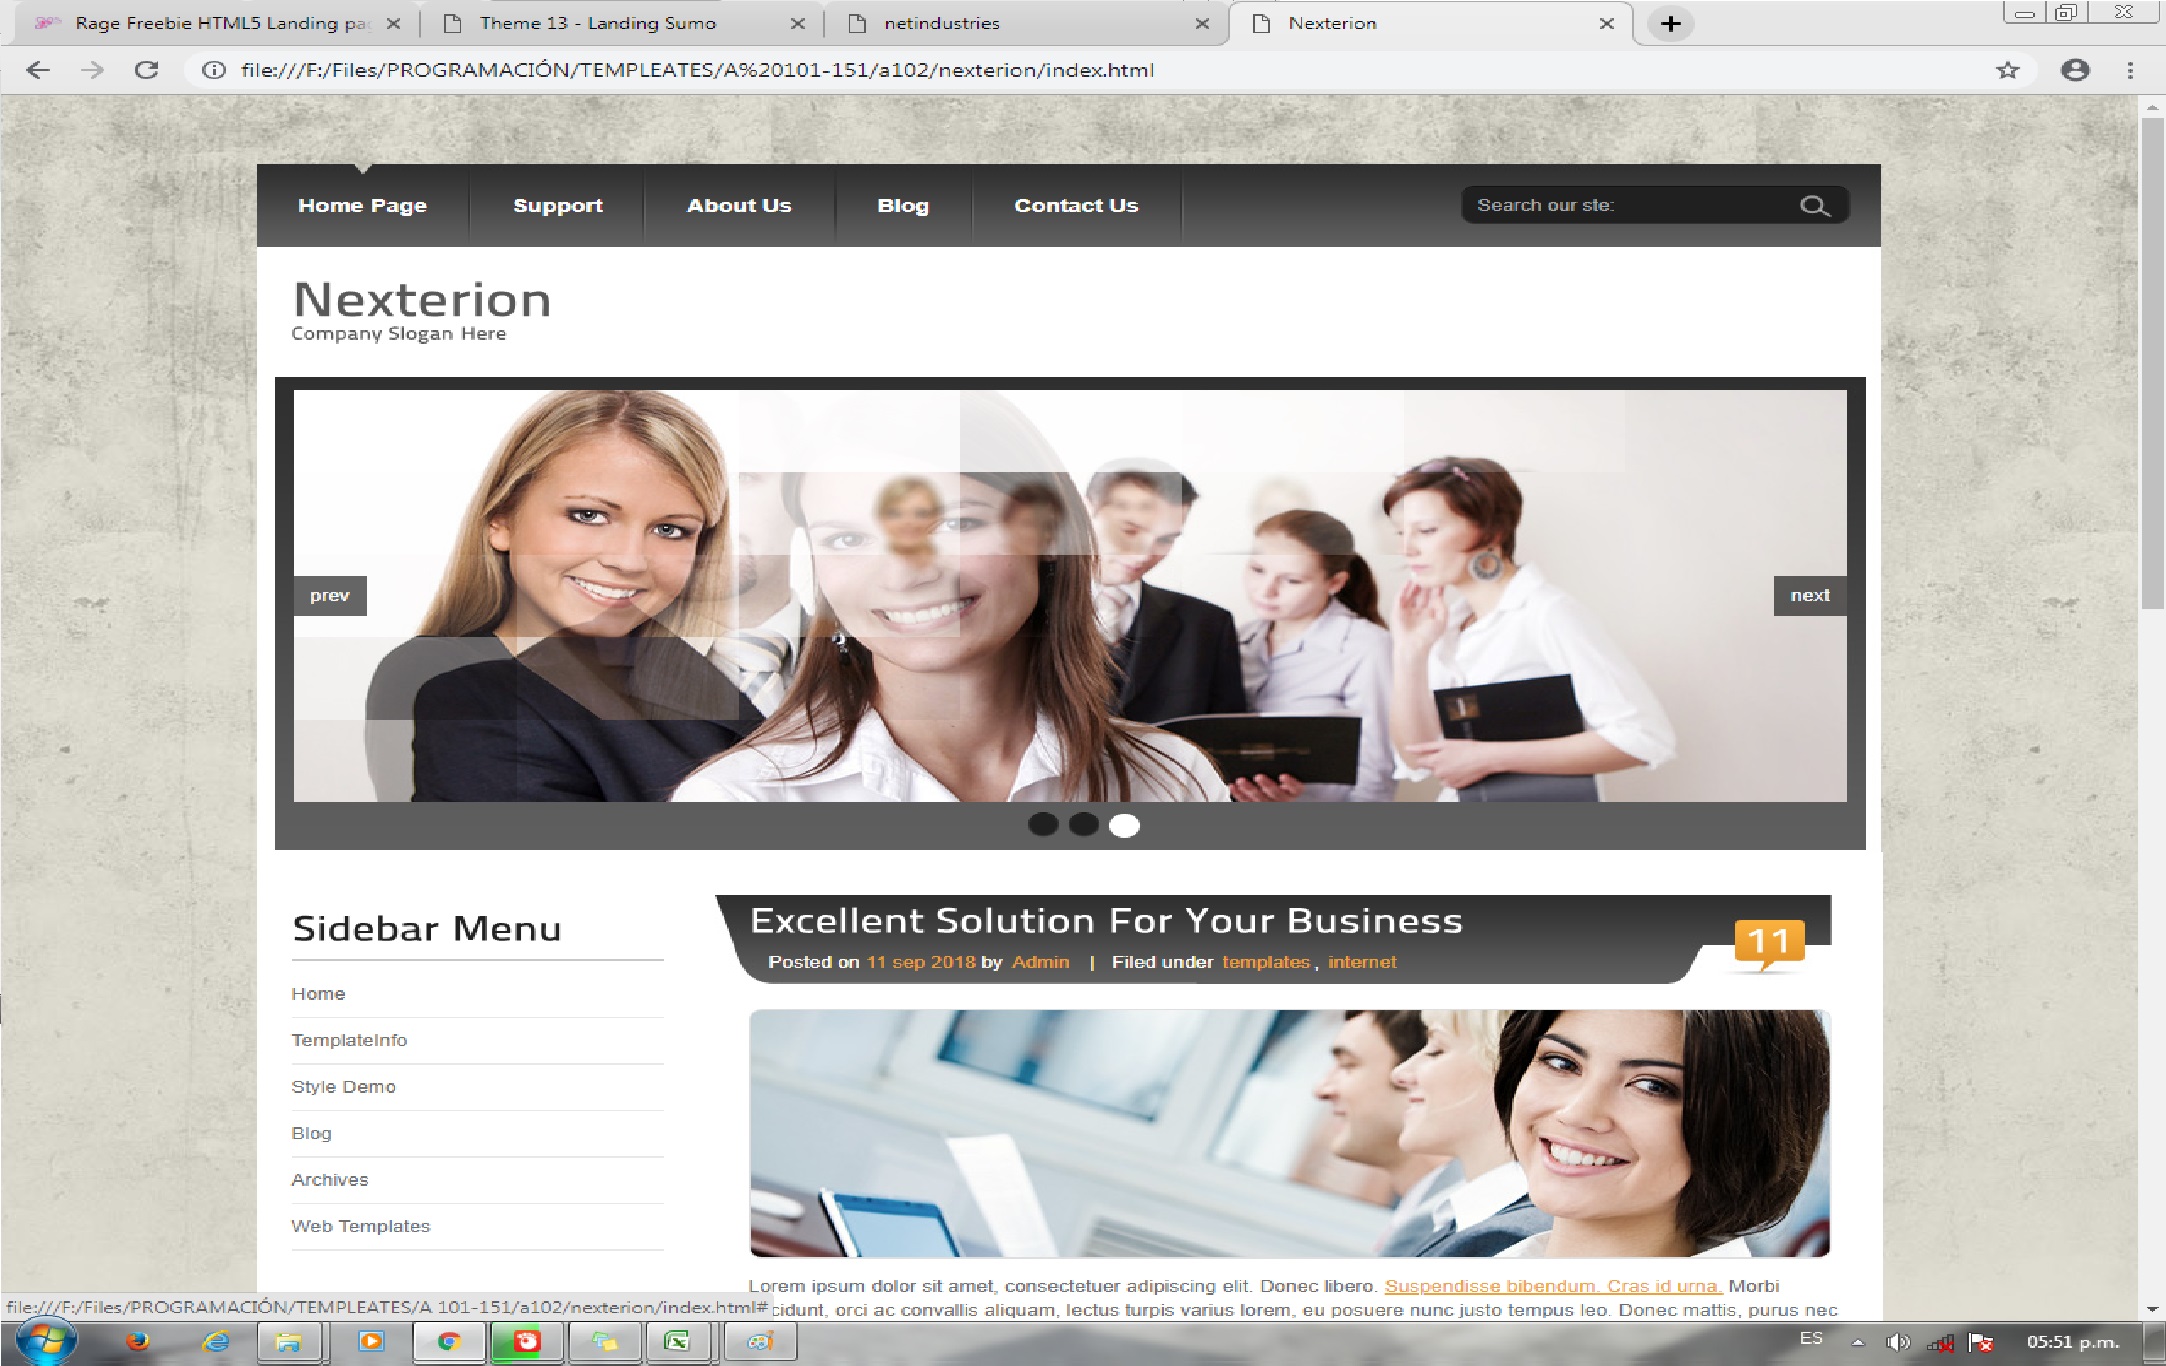 Rage Freebie HTML5 Landing pa
Theme 13 - Landing Sumo
netindustries
Nexterion
file:///F:/Files/PROGRAMACIÓN/TEMPLEATES/A%20101-151/a102/nexterion/index.html
Home Page
Support
About Us
Blog
Contact Us
Search our ste:
Nexterion
Company Slogan Here
prev
next
Sidebar Menu
Home
TemplateInfo
Style Demo
Blog
Archives
Web Templates
Excellent Solution For Your Business
11
Posted on 11 sep 2018 by Admin | Filed under templates, internet
Lorem ipsum dolor sit amet, consectetuer adipiscing elit. Donec libero. Suspendisse bibendum. Cras id urna. Morbi
cidunt, orci ac convallis aliquam, lectus turpis varius lorem, eu posuere nunc justo tempus leo. Donec mattis, purus nec
file:///F:/Files/PROGRAMACIÓN/TEMPLEATES/A 101-151/a102/nexterion/index.html#
ES
05:51 p.m.